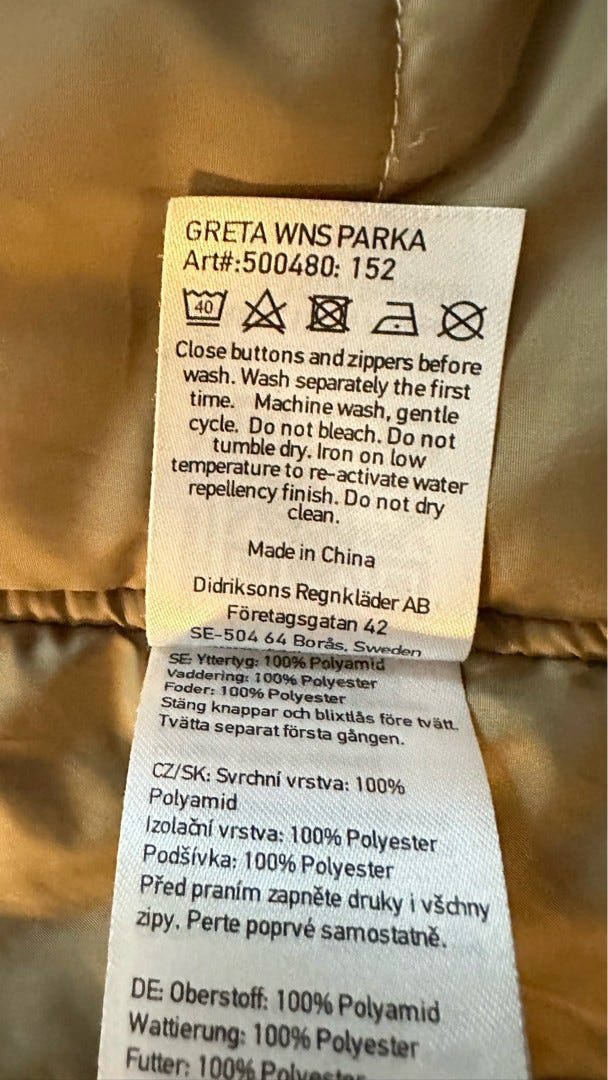 GRETA WNS PARKA
Art#:500480: 152
40
Close buttons and zippers before
wash. Wash separately the first
time. Machine wash, gentle
cycle. Do not bleach. Do not
tumble dry. Iron on low
temperature to re-activate water
repellency finish. Do not dry
clean.
Made in China
Didriksons Regnkläder AB
Företagsgatan 42
SE-504 64 Borås, Sweden
SE: Yttertyg: 100% Polyamid
Vaddering: 100% Polyester
Foder: 100% Polyester
Stäng knappar och blixtlås före tvätt.
Tvätta separat första gången.
CZ/SK: Svrchní vrstva: 100%
Polyamid
Izolační vrstva: 100% Polyester
Podšívka: 100% Polyester
Před praním zapněte druky i všchny
zipy. Perte poprvé samostatně.
DE: Oberstoff: 100% Polyamid
Wattierung: 100% Polyester
Futter: 100% Polyester